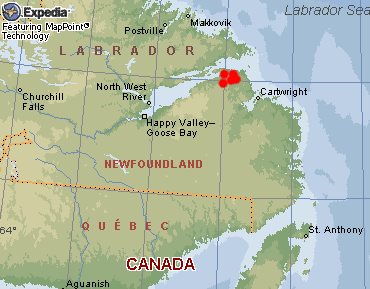 Expedia
Featuring MapPoint
Technology
Makkovik
Labrador Sea
Postville
LABRADOR
North West
River
Churchill
Falls
Cartwright
Happy Valley–
Goose Bay
NEWFOUNDLAND
64°
QUÉBEC
St. Anthony
CANADA
Aguanish